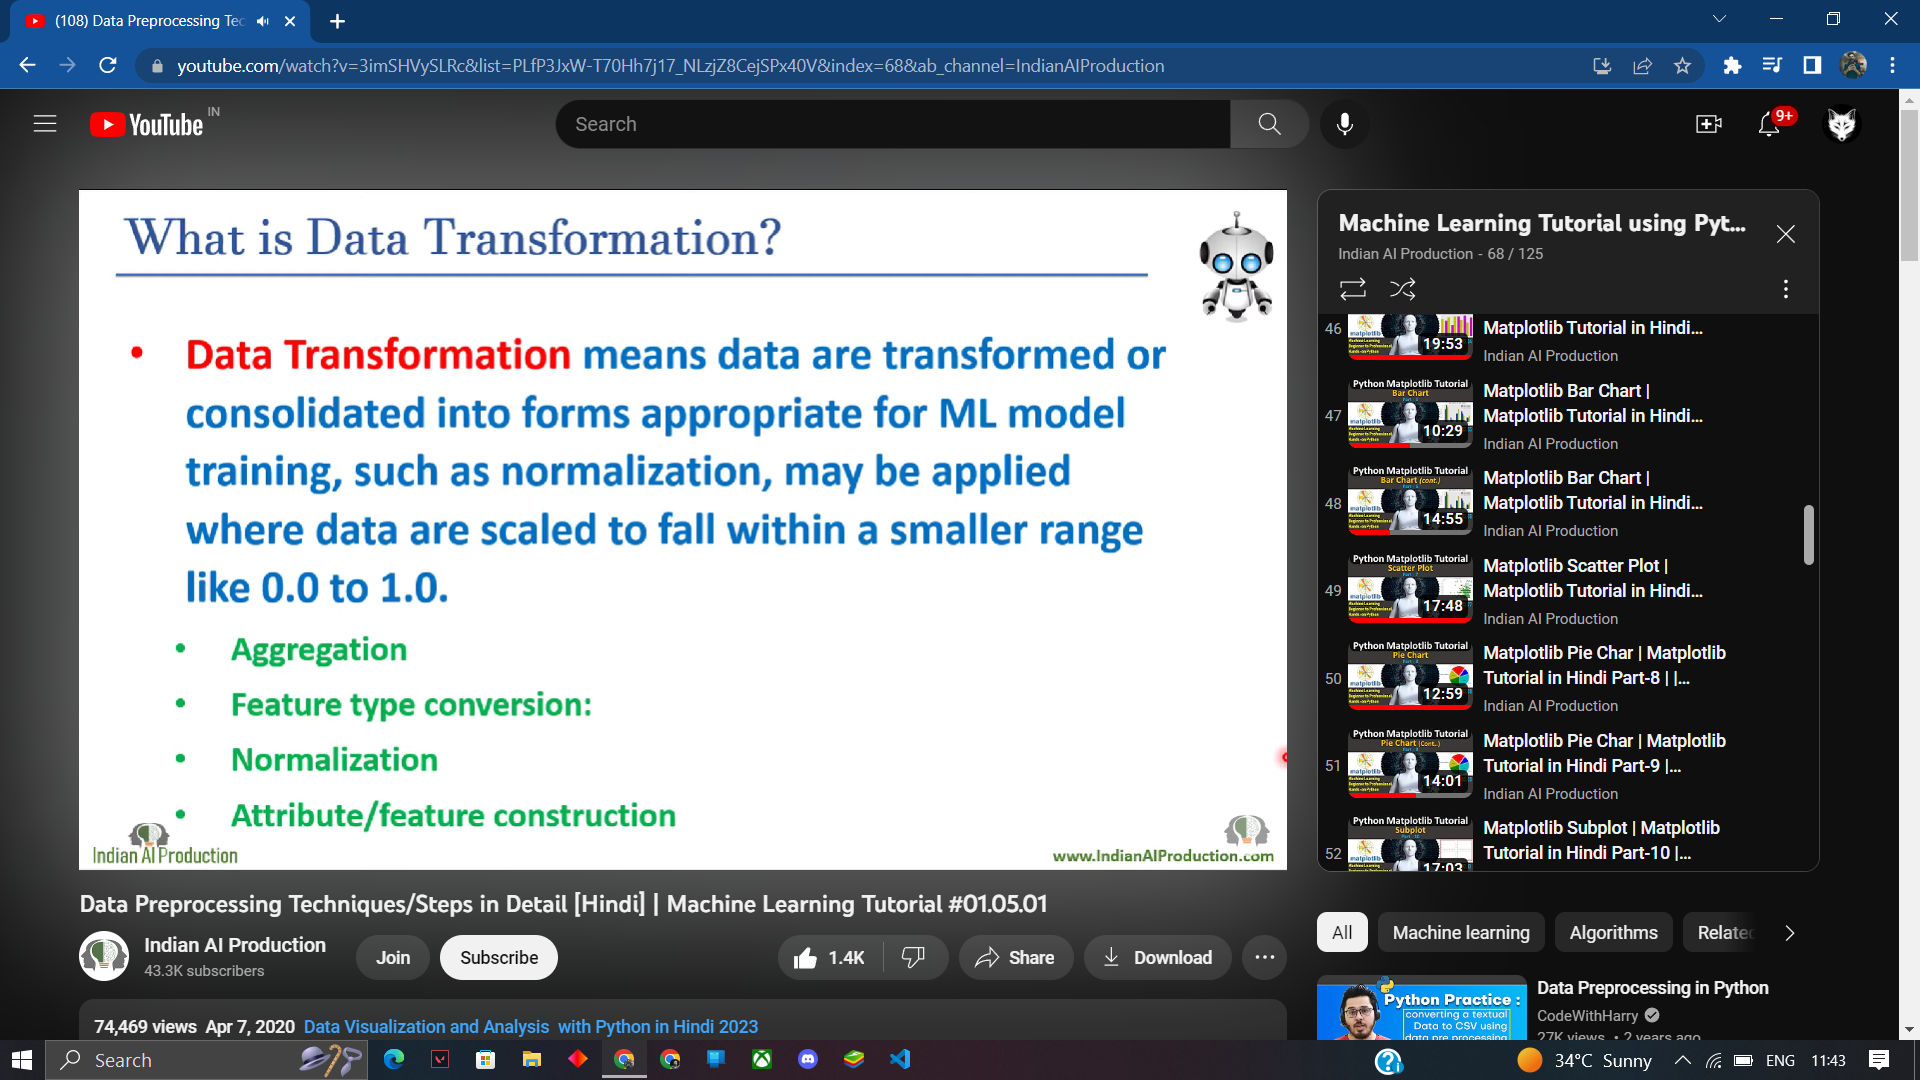 (108) Data Preprocessing Tec
youtube.com/watch?v=3imSHVySLRc&list=PLfP3JxW-T70Hh7j17_NLzjZ8CejSPx40V&index=68&ab_channel=IndianAIProduction
YouTube IN
Search
9+
What is Data Transformation?
• Data Transformation means data are transformed or
consolidated into forms appropriate for ML model
training, such as normalization, may be applied
where data are scaled to fall within a smaller range
like 0.0 to 1.0.
• Aggregation
• Feature type conversion:
• Normalization
• Attribute/feature construction
Indian AI Production
www.IndianAIProduction.com
Data Preprocessing Techniques/Steps in Detail [Hindi] | Machine Learning Tutorial #01.05.01
Indian AI Production
43.3K subscribers
Join
Subscribe
1.4K
Share
Download
74,469 views Apr 7, 2020 Data Visualization and Analysis with Python in Hindi 2023
Machine Learning Tutorial using Pyt...
Indian AI Production - 68 / 125
46
19:53
Matplotlib Tutorial in Hindi...
Indian AI Production
47
Python Matplotlib Tutorial
Bar Chart
10:29
Matplotlib Bar Chart |
Matplotlib Tutorial in Hindi...
Indian AI Production
48
Python Matplotlib Tutorial
Bar Chart (cont.)
14:55
Matplotlib Bar Chart |
Matplotlib Tutorial in Hindi...
Indian AI Production
49
Python Matplotlib Tutorial
Scatter Plot
matplotlib
17:48
Matplotlib Scatter Plot |
Matplotlib Tutorial in Hindi...
Indian AI Production
50
Python Matplotlib Tutorial
Pie Chart
matplotlib
12:59
Matplotlib Pie Char | Matplotlib
Tutorial in Hindi Part-8 | |...
Indian AI Production
51
Python Matplotlib Tutorial
Pie Chart (Cont..)
matplotlib
14:01
Matplotlib Pie Char | Matplotlib
Tutorial in Hindi Part-9 |...
Indian AI Production
52
Python Matplotlib Tutorial
Subplot
17:03
Matplotlib Subplot | Matplotlib
Tutorial in Hindi Part-10 |...
All
Machine learning
Algorithms
Related
Python Practice :
converting a textual
Data to CSV using
data pre processing
Data Preprocessing in Python
CodeWithHarry
27K views • 2 years ago
Search
34°C Sunny
ENG
11:43